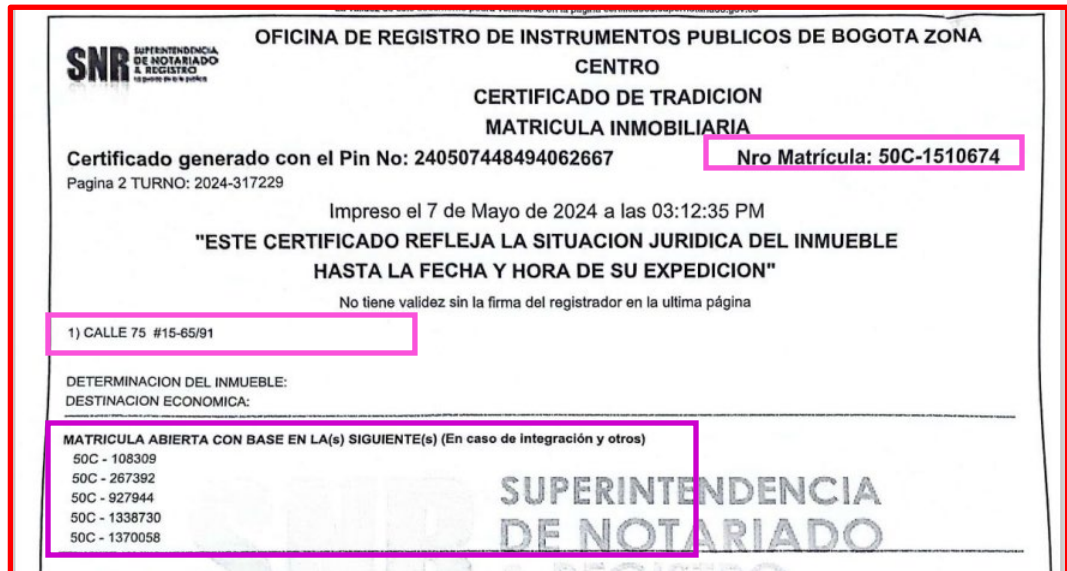 SNR SUPERINTENDENCIA
DE NOTARIADO
& REGISTRO
OFICINA DE REGISTRO DE INSTRUMENTOS PUBLICOS DE BOGOTA ZONA
CENTRO
CERTIFICADO DE TRADICION
MATRICULA INMOBILIARIA
Certificado generado con el Pin No: 240507448494062667
Nro Matrícula: 50C-1510674
Pagina 2 TURNO: 2024-317229
Impreso el 7 de Mayo de 2024 a las 03:12:35 PM
"ESTE CERTIFICADO REFLEJA LA SITUACION JURIDICA DEL INMUEBLE
HASTA LA FECHA Y HORA DE SU EXPEDICION"
No tiene validez sin la firma del registrador en la ultima página
1) CALLE 75 #15-65/91
DETERMINACION DEL INMUEBLE:
DESTINACION ECONOMICA:
MATRICULA ABIERTA CON BASE EN LA(s) SIGUIENTE(s) (En caso de integración y otros)
50C - 108309
50C - 267392
50C - 927944
50C - 1338730
50C - 1370058
SUPERINTENDENCIA
DE NOTARIADO